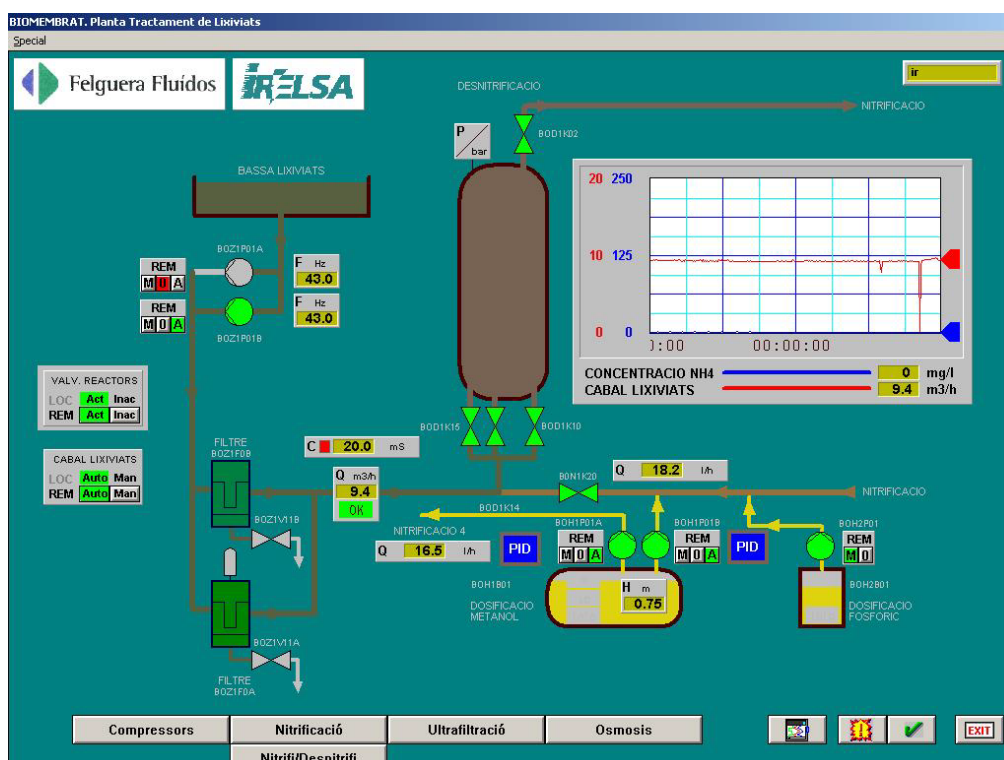 BIOMEMBRAT. Planta Tractament de Lixiviats
Special
Felguera Fluídos
IRELSA
ir
DESNITRIFICACIO
NITRIFICACIO
P
bar
BOD1K02
BASSA LIXIVIATS
BOZ1P01A
REM
M 0 A
F Hz
43.0
REM
M 0 A
F Hz
43.0
BOZ1P01B
20 250
10 125
0 0
):00 00:00:00
CONCENTRACIO NH4 0 mg/l
CABAL LIXIVIATS 9.4 m3/h
VALV. REACTORS
LOC Act Inac
REM Act Inac
CABAL LIXIVIATS
LOC Auto Man
REM Auto Man
BOD1K15
BOD1K10
FILTRE
BOZ1F0B
C 20.0 mS
Q m3/h
9.4
OK
BON1K20
Q 18.2 l/h
NITRIFICACIO
BOD1K14
NITRIFICACIO 4
Q 16.5 l/h
PID
BOH1P01A
REM
M 0 A
BOH1P01B
REM
M 0 A
PID
BOH2P01
REM
M 0
BOZ1V11B
BOH1B01
DOSIFICACIO
METANOL
H m
0.75
BOH2B01
DOSIFICACIO
FOSFORIC
BOZ1V11A
FILTRE
BOZ1F0A
Compressors
Nitrificació
Ultrafiltració
Osmosis
EXIT
Nitrifi/Desnitrifi